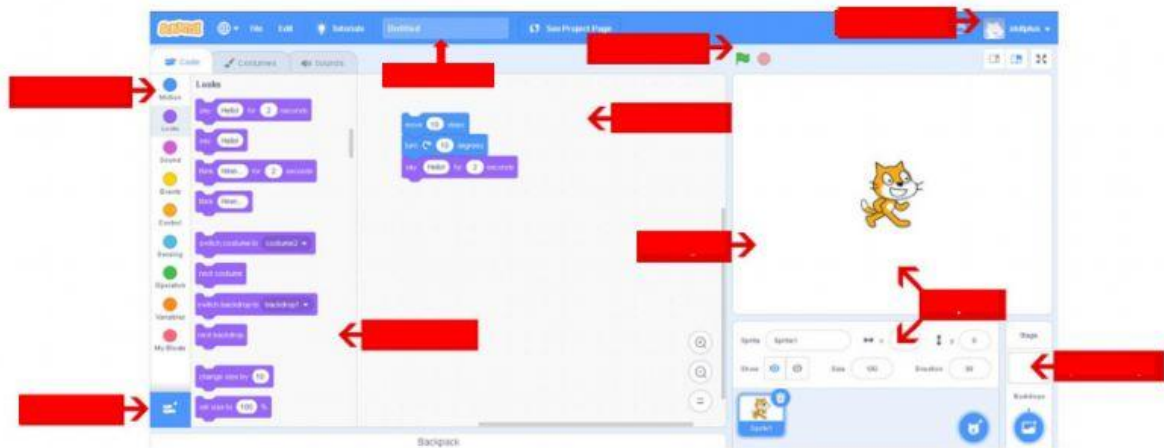 SCRATCH
File Edit Tutorials Untitled See Project Page
Code Costumes Sounds
Motion
Looks
Sound
Events
Control
Sensing
Operators
Variables
My Blocks
Looks
say Hello! for 2 seconds
say Hello!
think Hmm... for 2 seconds
think Hmm...
switch costume to costume2
next costume
switch backdrop to backdrop1
next backdrop
change size by 10
set size to 100 %
move 10 steps
turn 15 degrees
say Hello! for 2 seconds
Sprite Sprite1 x y 0
Show Size 100 Direction 90
Sprite1
Stage
Backdrops
Backpack